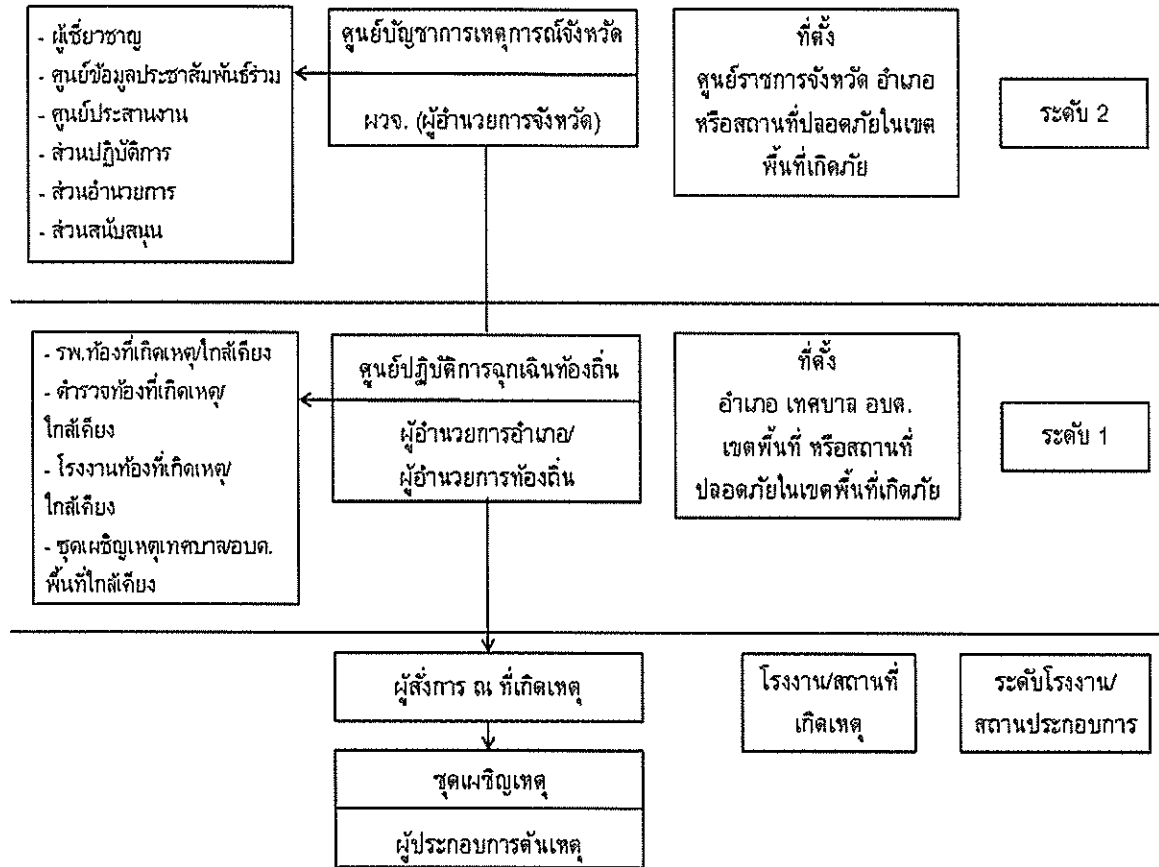 - ผู้เชี่ยวชาญ
- ศูนย์ข้อมูลประชาสัมพันธ์ร่วม
- ศูนย์ประสานงาน
- ส่วนปฏิบัติการ
- ส่วนอำนวยการ
- ส่วนสนับสนุน
ศูนย์บัญชาการเหตุการณ์จังหวัด
ผวจ. (ผู้อำนวยการจังหวัด)
ที่ตั้ง
ศูนย์ราชการจังหวัด อำเภอ
หรือสถานที่ปลอดภัยในเขต
พื้นที่เกิดภัย
ระดับ 2
- รพ.ท้องที่เกิดเหตุ/ใกล้เคียง
- ตำรวจท้องที่เกิดเหตุ/
ใกล้เคียง
- โรงงานท้องที่เกิดเหตุ/
ใกล้เคียง
- ชุดเผชิญเหตุเทศบาล/อบต.
พื้นที่ใกล้เคียง
ศูนย์ปฏิบัติการฉุกเฉินท้องถิ่น
ผู้อำนวยการอำเภอ/
ผู้อำนวยการท้องถิ่น
ที่ตั้ง
อำเภอ เทศบาล อบต.
เขตพื้นที่ หรือสถานที่
ปลอดภัยในเขตพื้นที่เกิดภัย
ระดับ 1
ผู้สั่งการ ณ ที่เกิดเหตุ
ชุดเผชิญเหตุ
ผู้ประกอบการต้นเหตุ
โรงงาน/สถานที่
เกิดเหตุ
ระดับโรงงาน/
สถานประกอบการ